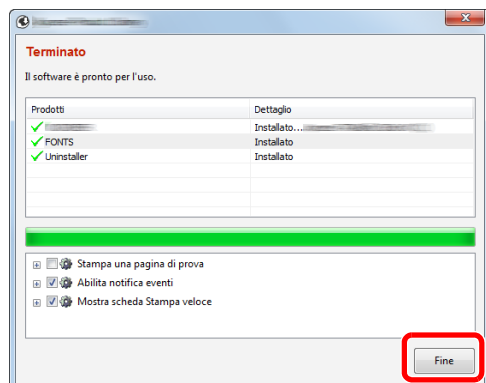 Terminato
Il software è pronto per l'uso.
Prodotti Dettaglio
Installato...
FONTS Installato
Uninstaller Installato
Stampa una pagina di prova
Abilita notifica eventi
Mostra scheda Stampa veloce
Fine